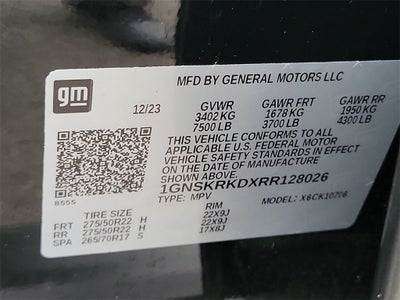 gm
MFD BY GENERAL MOTORS LLC
12/23 GVWR GAWR FRT GAWR RR
3402 KG 1678 KG 1950 KG
7500 LB 3700 LB 4300 LB
THIS VEHICLE CONFORMS TO ALL
APPLICABLE U.S. FEDERAL MOTOR
VEHICLE SAFETY STANDARDS IN EFFECT
ON THE DATE OF MANUFACTURE
SHOWN ABOVE.
1GNSKRKDXRR128026
8555
TYPE: MPV MODEL: X6CK10706
TIRE SIZE RIM
FRT 275/50R22 H 22X9J
RR 275/50R22 H 22X9J
SPA 265/70R17 S 17X8J